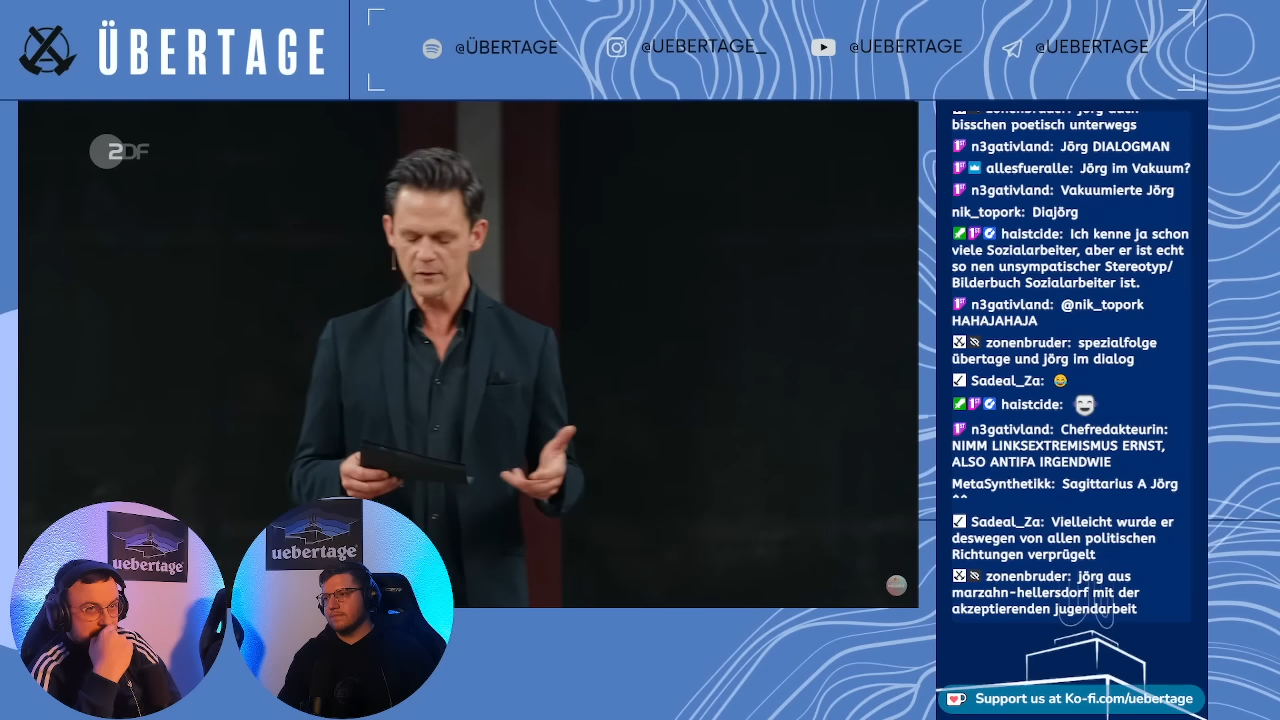 ÜBERTAGE
@ÜBERTAGE
@UEBERTAGE_
@UEBERTAGE
@UEBERTAGE
2DF
zonenbruder: jörg auch
bisschen poetisch unterwegs
n3gativland: Jörg DIALOGMAN
allesfueralle: Jörg im Vakuum?
n3gativland: Vakuumierte Jörg
nik_topork: Diajörg
haistcide: Ich kenne ja schon
viele Sozialarbeiter, aber er ist echt
so nen unsympatischer Stereotyp/
Bilderbuch Sozialarbeiter ist.
n3gativland: @nik_topork
HAHAJAHAJA
zonenbruder: spezialfolge
übertage und jörg im dialog
Sadeal_Za: 😂
haistcide:
n3gativland: Chefredakteurin:
NIMM LINKSEXTREMISMUS ERNST,
ALSO ANTIFA IRGENDWIE
MetaSynthetikk: Sagittarius A Jörg
^^
Sadeal_Za: Vielleicht wurde er
deswegen von allen politischen
Richtungen verprügelt
zonenbruder: jörg aus
marzahn-hellersdorf mit der
akzeptierenden jugendarbeit
uebertage
uebertage
Support us at Ko-fi.com/uebertage